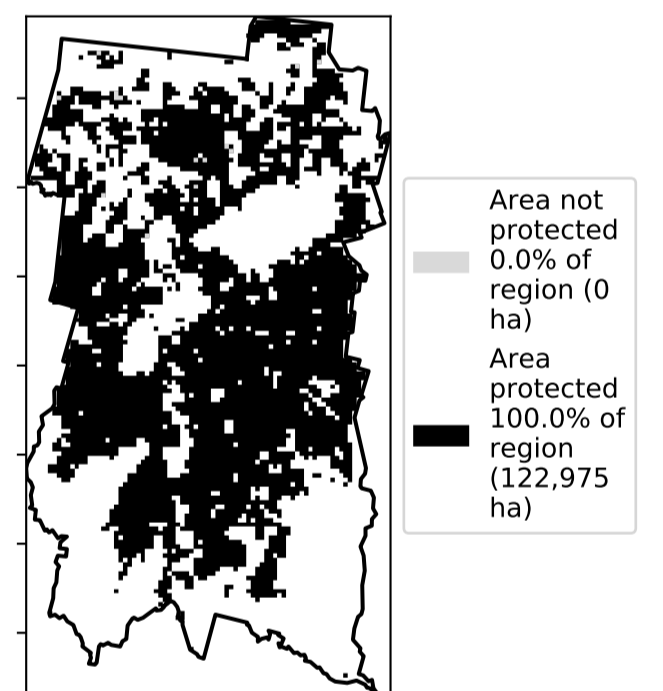 Area not
protected
0.0% of
region (0
ha)
Area
protected
100.0% of
region
(122,975
ha)